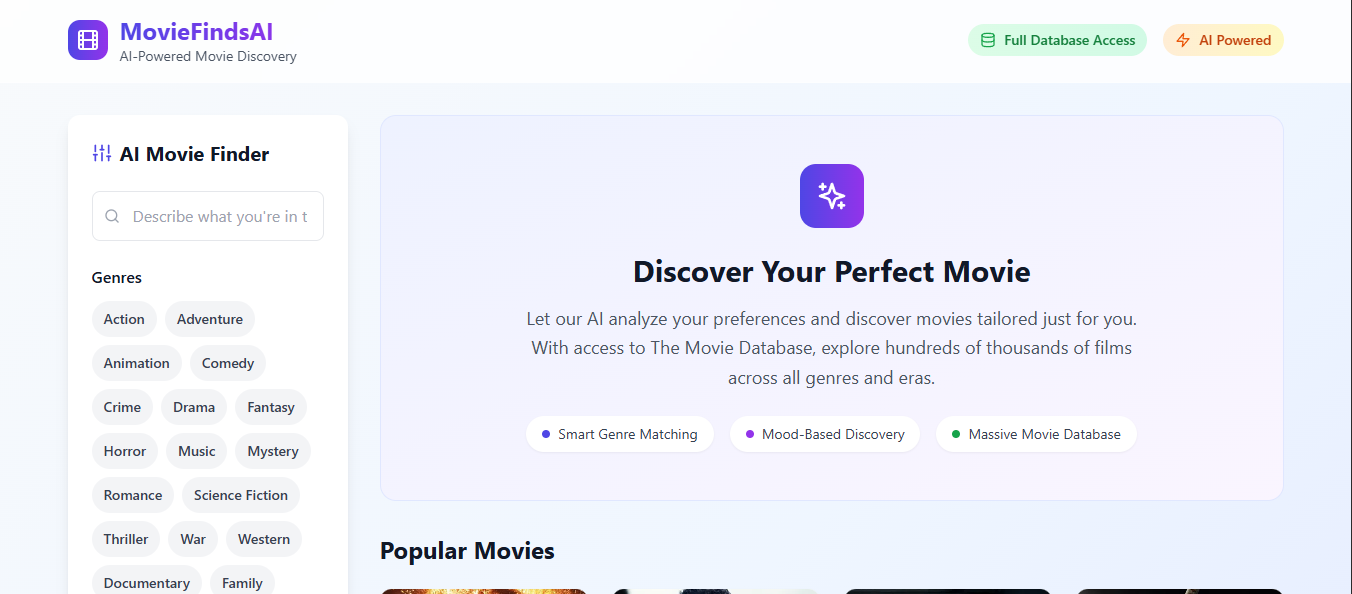 MovieFindsAI
AI-Powered Movie Discovery
Full Database Access
AI Powered
AI Movie Finder
Describe what you're in t
Genres
Action
Adventure
Animation
Comedy
Crime
Drama
Fantasy
Horror
Music
Mystery
Romance
Science Fiction
Thriller
War
Western
Documentary
Family
Discover Your Perfect Movie
Let our AI analyze your preferences and discover movies tailored just for you.
With access to The Movie Database, explore hundreds of thousands of films
across all genres and eras.
Smart Genre Matching
Mood-Based Discovery
Massive Movie Database
Popular Movies